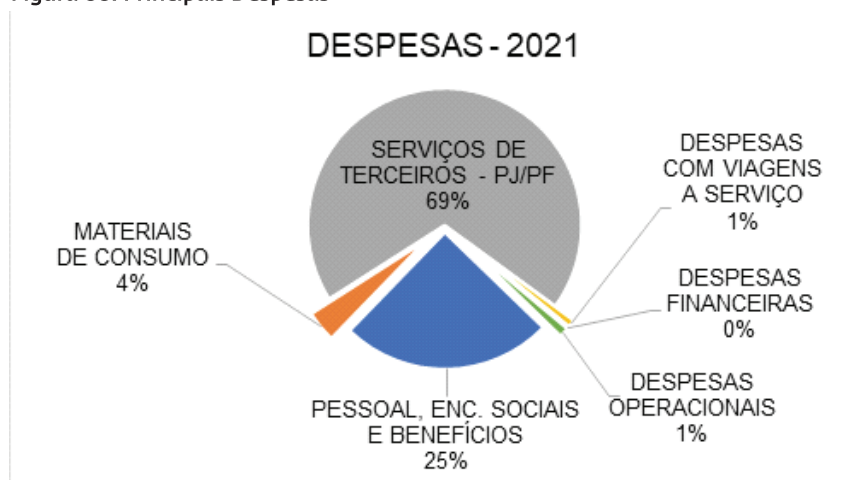 DESPESAS - 2021
SERVIÇOS DE
TERCEIROS - PJ/PF
69%
DESPESAS
COM VIAGENS
A SERVIÇO
1%
MATERIAIS
DE CONSUMO
4%
DESPESAS
FINANCEIRAS
0%
DESPESAS
OPERACIONAIS
1%
PESSOAL, ENC. SOCIAIS
E BENEFÍCIOS
25%